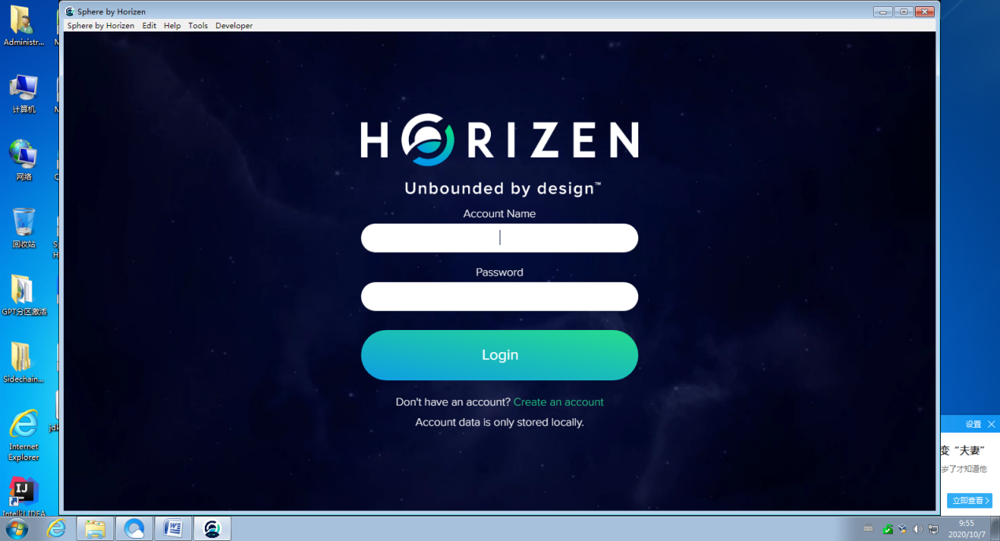 Sphere by Horizen
Sphere by Horizen Edit Help Tools Developer
Administr...
计算机
网络
回收站
GPT分区激活
Sidechain...
Internet
Explorer
IJ
IntelliJ IDEA
HORIZEN
Unbounded by design™
Account Name
Password
Login
Don't have an account? Create an account
Account data is only stored locally.
设置
变“夫妻”
岁了才知道他
立即查看
9:55
2020/10/7